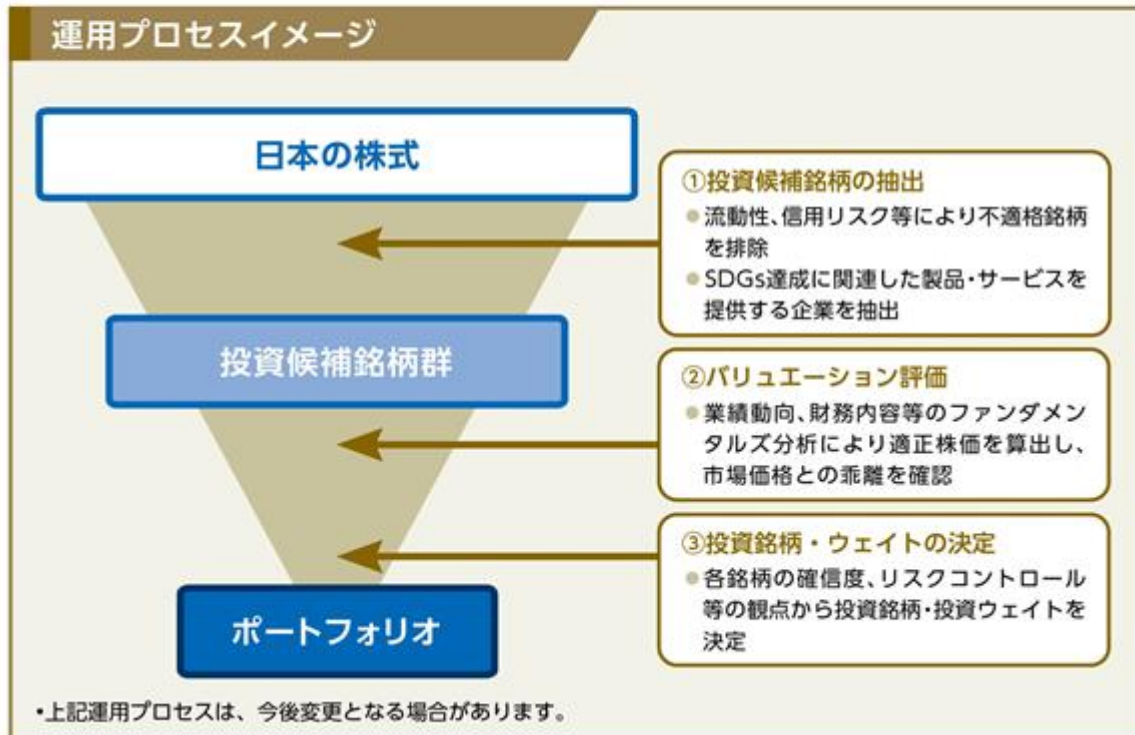 運用プロセスイメージ
日本の株式
①投資候補銘柄の抽出
●流動性、信用リスク等により不適格銘柄
を排除
●SDGs達成に関連した製品・サービスを
提供する企業を抽出
投資候補銘柄群
②バリュエーション評価
●業績動向、財務内容等のファンダメン
タルズ分析により適正株価を算出し、
市場価格との乖離を確認
③投資銘柄・ウェイトの決定
●各銘柄の確信度、リスクコントロール
等の観点から投資銘柄・投資ウェイトを
決定
ポートフォリオ
・上記運用プロセスは、今後変更となる場合があります。